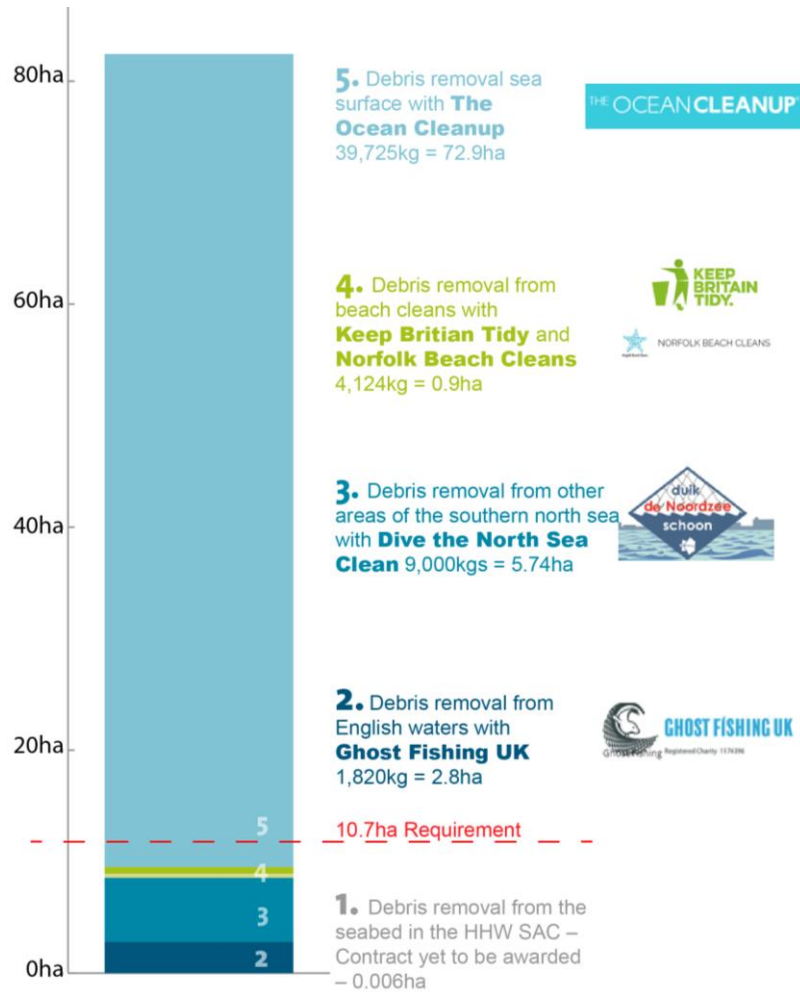 80ha
60ha
40ha
20ha
0ha
5. Debris removal sea
surface with The
Ocean Cleanup
39,725kg = 72.9ha
THE OCEAN CLEANUP
4. Debris removal from
beach cleans with
Keep Britian Tidy and
Norfolk Beach Cleans
4,124kg = 0.9ha
KEEP
BRITAIN
TIDY.
NORFOLK BEACH CLEANS
3. Debris removal from other
areas of the southern north sea
with Dive the North Sea
Clean 9,000kgs = 5.74ha
duik
de Noordzee
schoon
2. Debris removal from
English waters with
Ghost Fishing UK
1,820kg = 2.8ha
GHOST FISHING UK
Ghost Fishing
Registered Charity 1174396
5
10.7ha Requirement
4
3
2
1. Debris removal from the
seabed in the HHW SAC –
Contract yet to be awarded
– 0.006ha